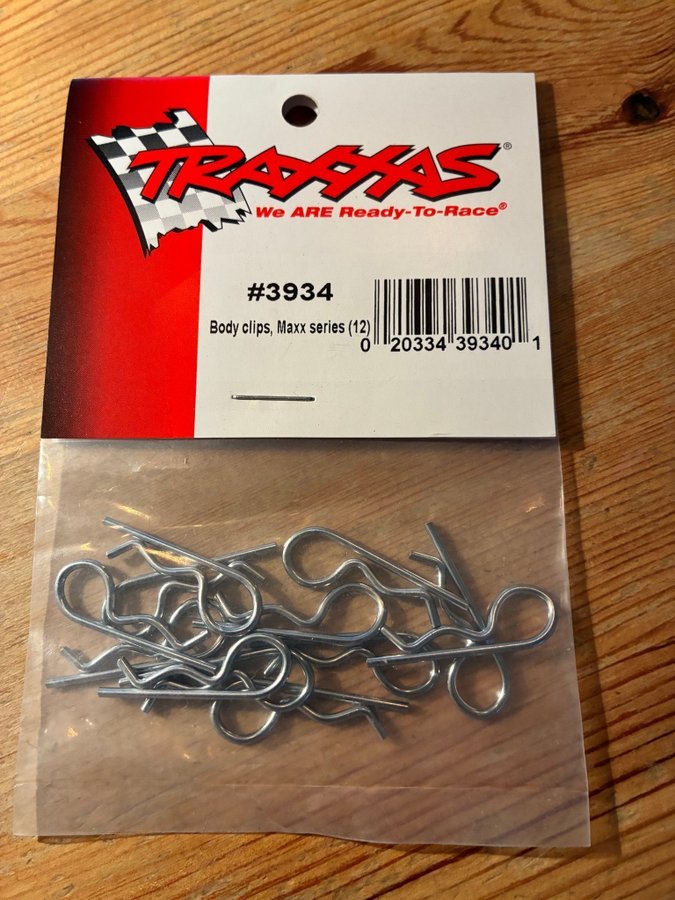 TRAXXAS®
We ARE Ready-To-Race®
#3934
Body clips, Maxx series (12)
0 20334 39340 1